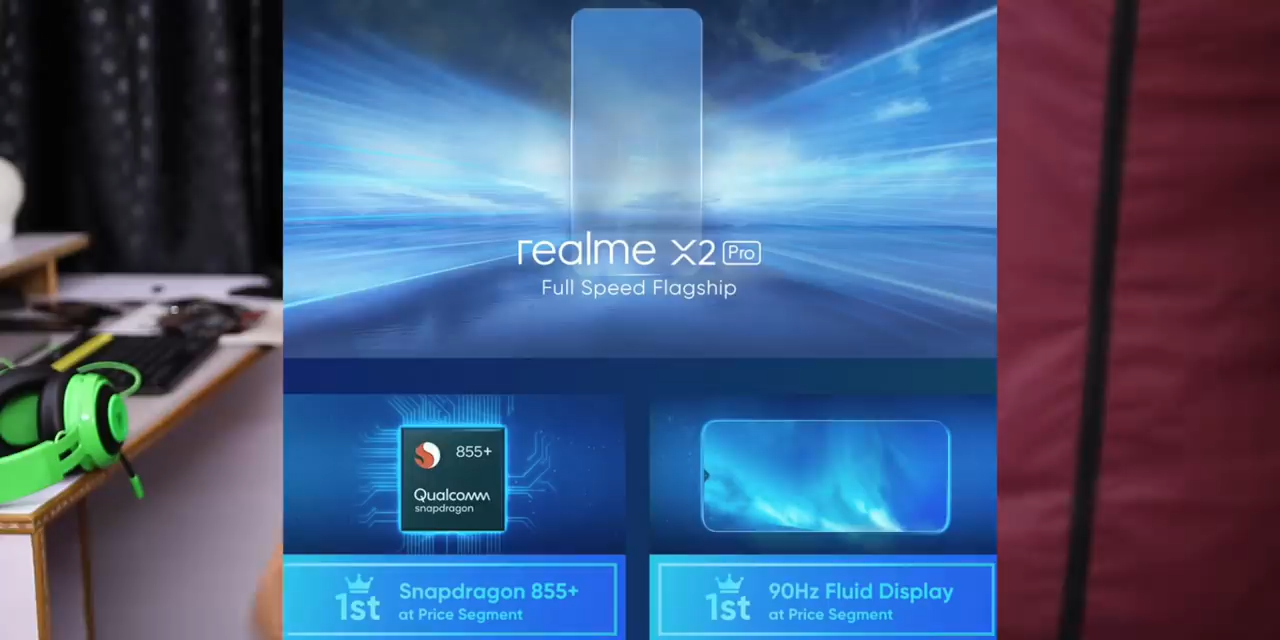 realme X2 Pro
Full Speed Flagship
855+
Qualcomm
snapdragon
1st
Snapdragon 855+
at Price Segment
1st
90Hz Fluid Display
at Price Segment